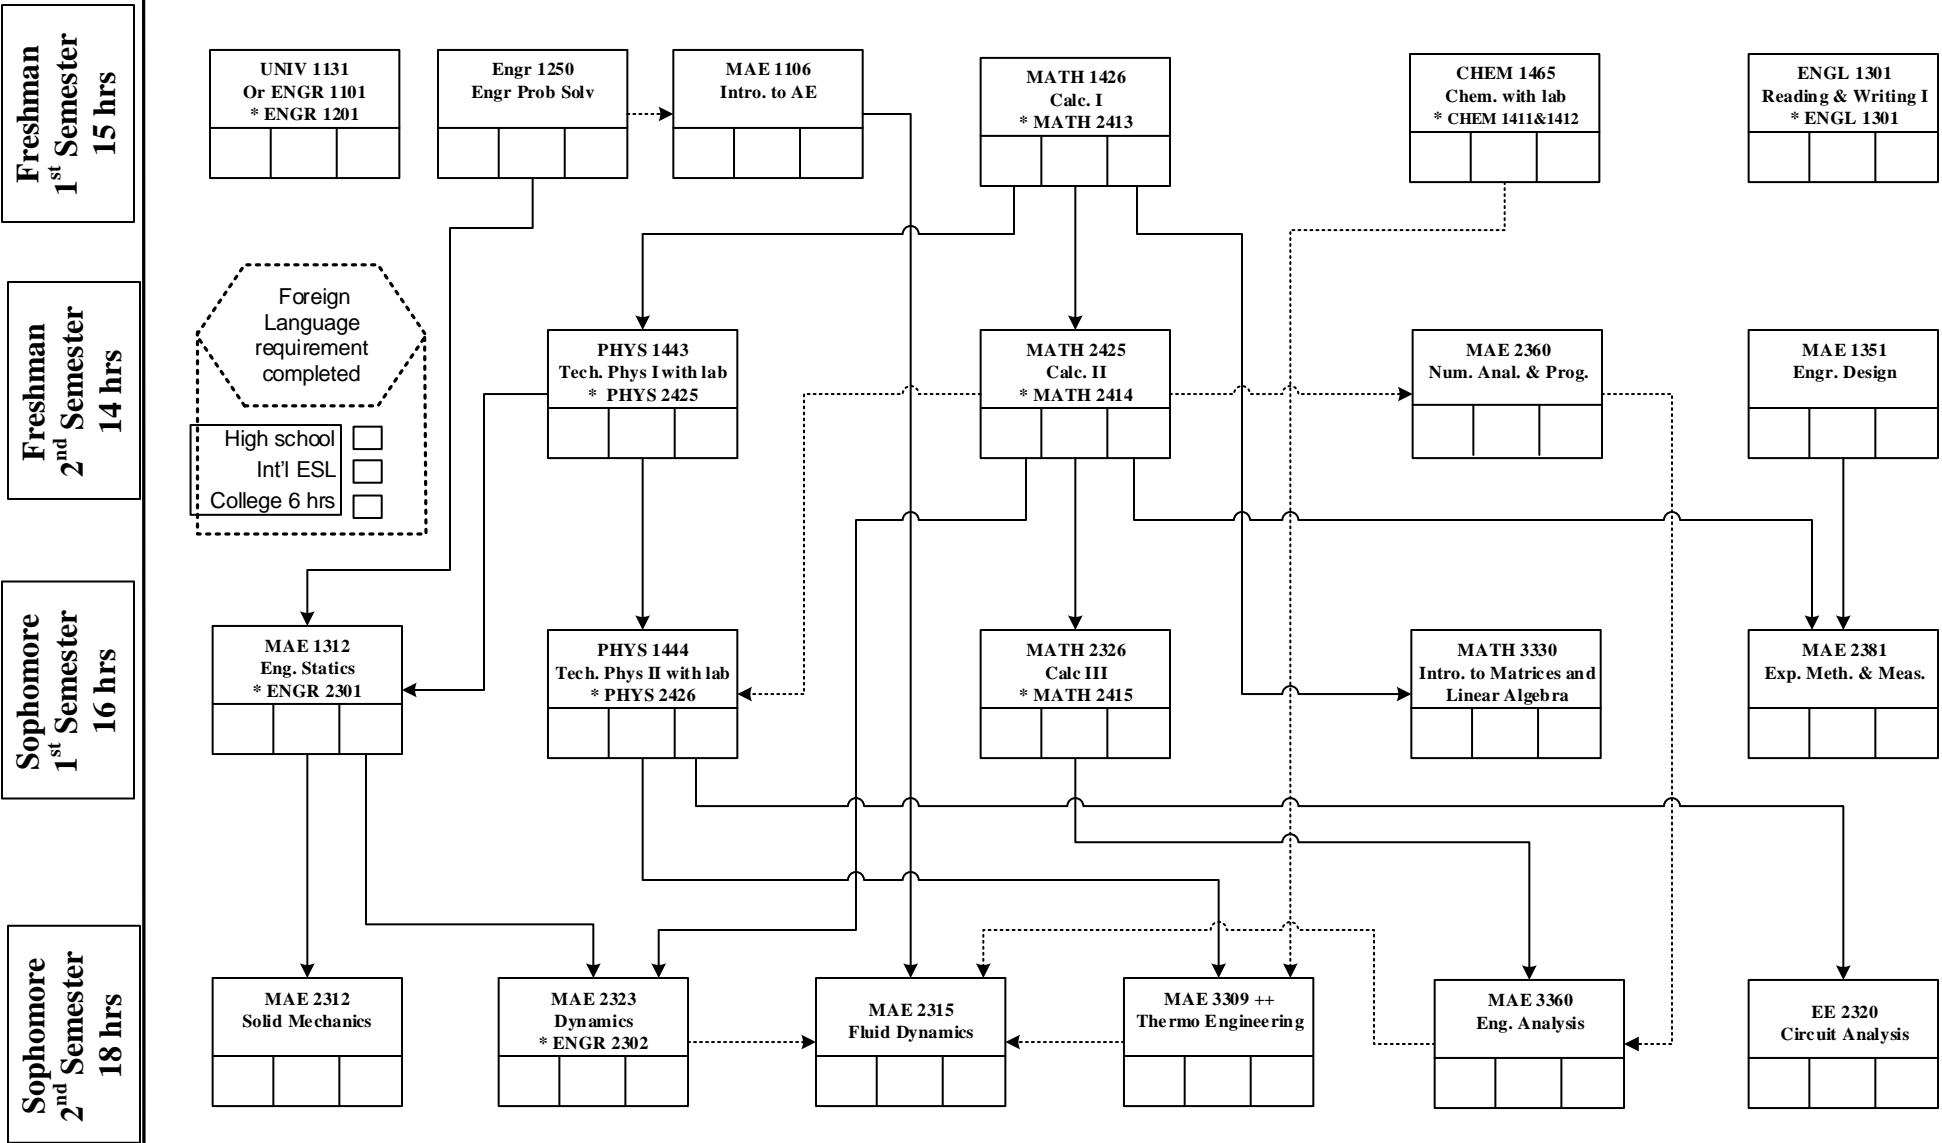 Freshman
1st Semester
15 hrs
UNIV 1131
Or ENGR 1101
* ENGR 1201
Engr 1250
Engr Prob Solv
MAE 1106
Intro. to AE
MATH 1426
Calc. I
* MATH 2413
CHEM 1465
Chem. with lab
* CHEM 1411&1412
ENGL 1301
Reading & Writing I
* ENGL 1301
Freshman
2nd Semester
14 hrs
Foreign
Language
requirement
completed
High school
Int'l ESL
College 6 hrs
PHYS 1443
Tech. Phys I with lab
* PHYS 2425
MATH 2425
Calc. II
* MATH 2414
MAE 2360
Num. Anal. & Prog.
MAE 1351
Engr. Design
Sophomore
1st Semester
16 hrs
MAE 1312
Eng. Statics
* ENGR 2301
PHYS 1444
Tech. Phys II with lab
* PHYS 2426
MATH 2326
Calc III
* MATH 2415
MATH 3330
Intro. to Matrices and
Linear Algebra
MAE 2381
Exp. Meth. & Meas.
Sophomore
2nd Semester
18 hrs
MAE 2312
Solid Mechanics
MAE 2323
Dynamics
* ENGR 2302
MAE 2315
Fluid Dynamics
MAE 3309 ++
Thermo Engineering
MAE 3360
Eng. Analysis
EE 2320
Circuit Analysis